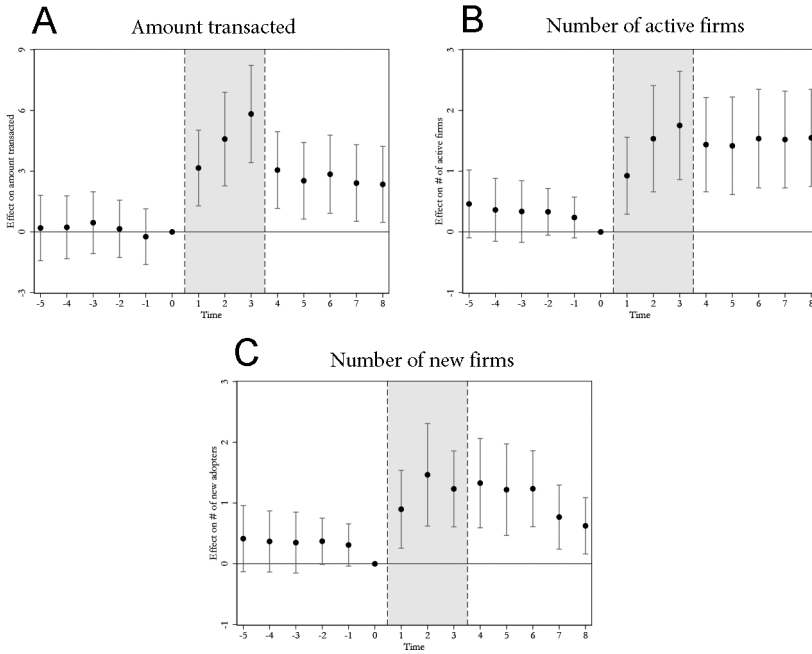 A
Amount transacted
Effect on amount transacted
9
6
3
0
-3
-5 -4 -3 -2 -1 0 1 2 3 4 5 6 7 8
Time
B
Number of active firms
Effect on # of active firms
3
2
1
0
-1
-5 -4 -3 -2 -1 0 1 2 3 4 5 6 7 8
Time
C
Number of new firms
Effect on # of new adopters
3
2
1
0
-1
-5 -4 -3 -2 -1 0 1 2 3 4 5 6 7 8
Time